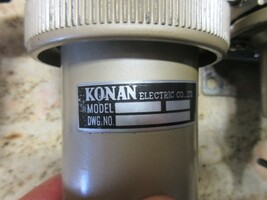 KONAN ELECTRIC CO., LTD.
MODEL
DWG. NO.